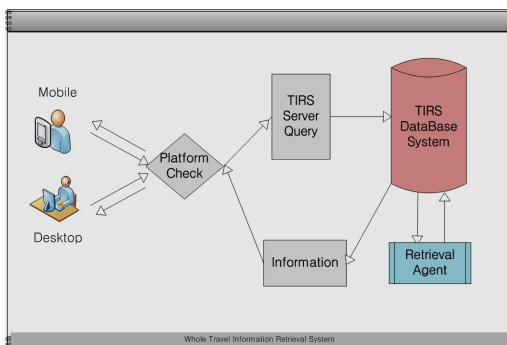 Mobile
Desktop
Platform
Check
TIRS
Server
Query
TIRS
DataBase
System
Information
Retrieval
Agent
Whole Travel Information Retrieval System